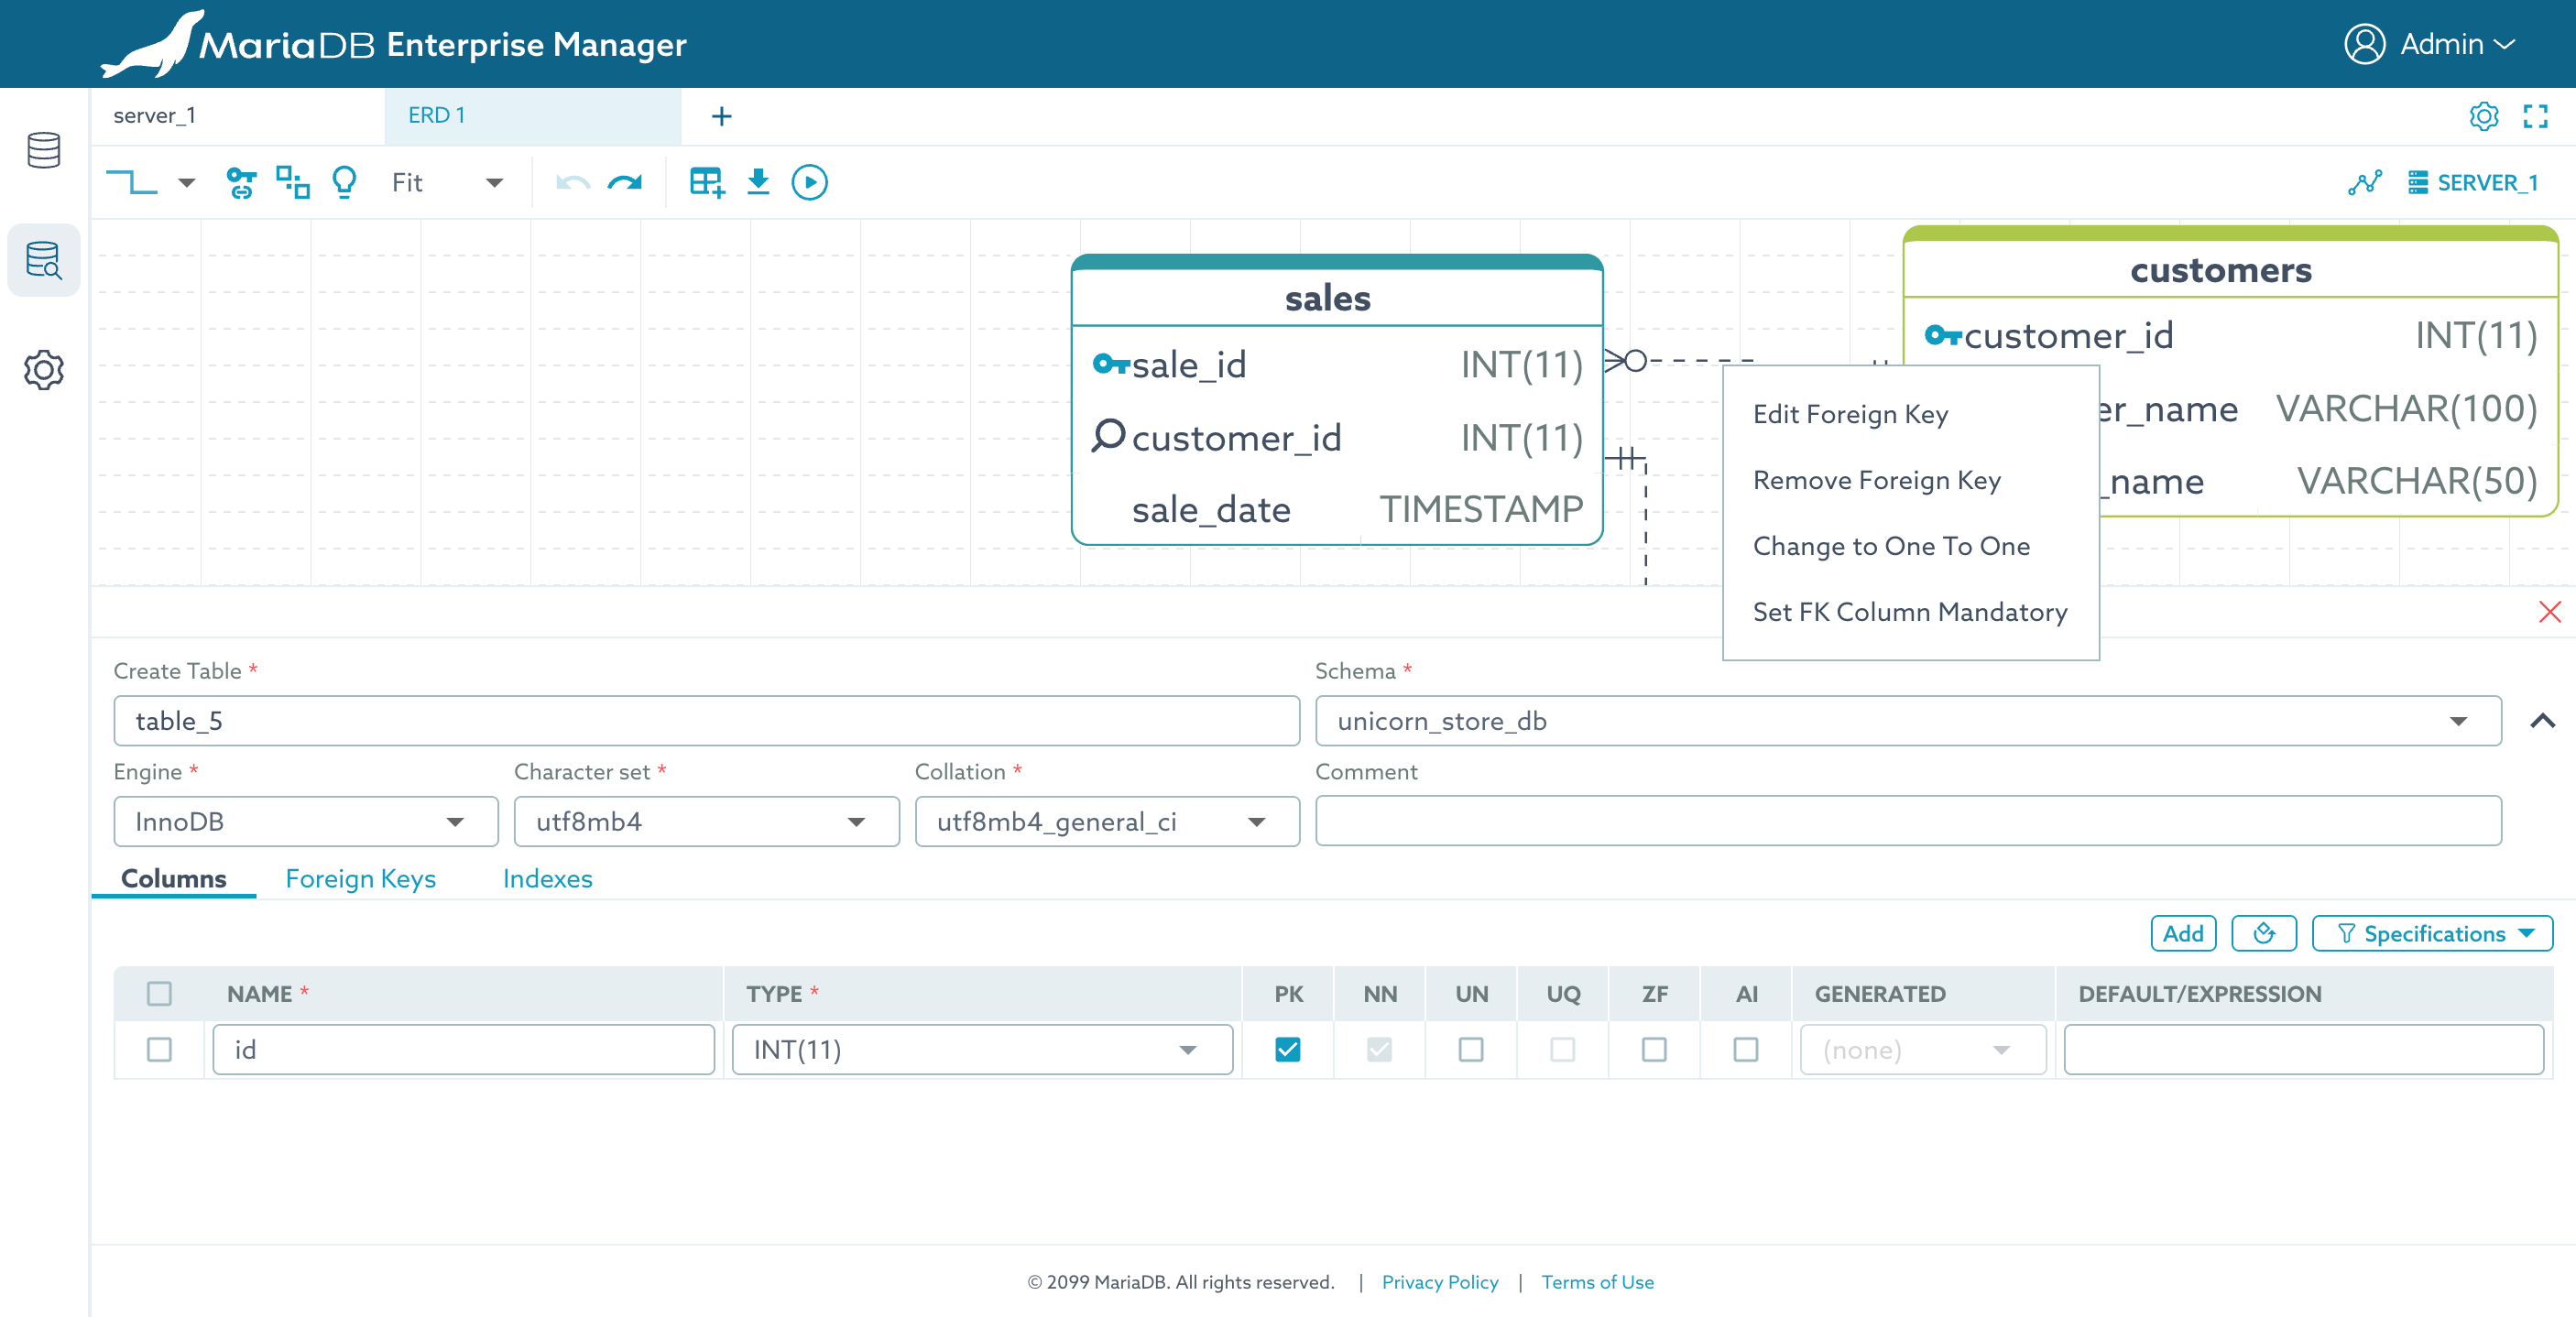 MariaDB Enterprise Manager
Admin
server_1
ERD 1
Fit
SERVER_1
sales
sale_id INT(11)
customer_id INT(11)
sale_date TIMESTAMP
customers
customer_id INT(11)
er_name VARCHAR(100)
_name VARCHAR(50)
Edit Foreign Key
Remove Foreign Key
Change to One To One
Set FK Column Mandatory
Create Table *
Schema *
table_5
unicorn_store_db
Engine *
Character set *
Collation *
Comment
InnoDB
utf8mb4
utf8mb4_general_ci
Columns
Foreign Keys
Indexes
Add
Specifications
NAME * TYPE * PK NN UN UQ ZF AI GENERATED DEFAULT/EXPRESSION
id INT(11) (none)
© 2099 MariaDB. All rights reserved. | Privacy Policy | Terms of Use